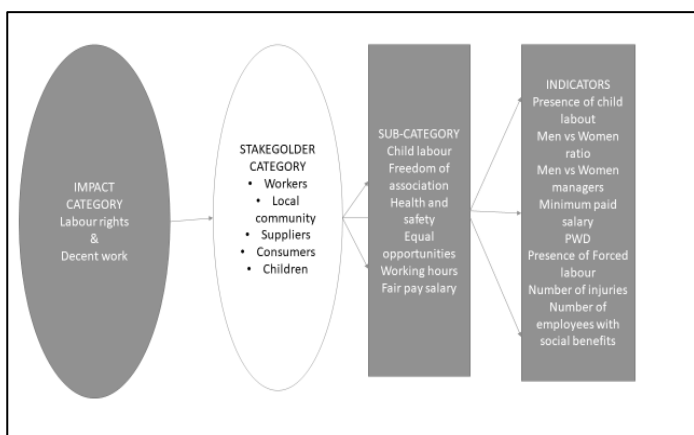 IMPACT
CATEGORY
Labour rights
&
Decent work
STAKEGOLDER
CATEGORY
• Workers
• Local
community
• Suppliers
• Consumers
• Children
SUB-CATEGORY
Child labour
Freedom of
association
Health and
safety
Equal
opportunities
Working hours
Fair pay salary
INDICATORS
Presence of child
labout
Men vs Women
ratio
Men vs Women
managers
Minimum paid
salary
PWD
Presence of Forced
labour
Number of injuries
Number of
employees with
social benefits